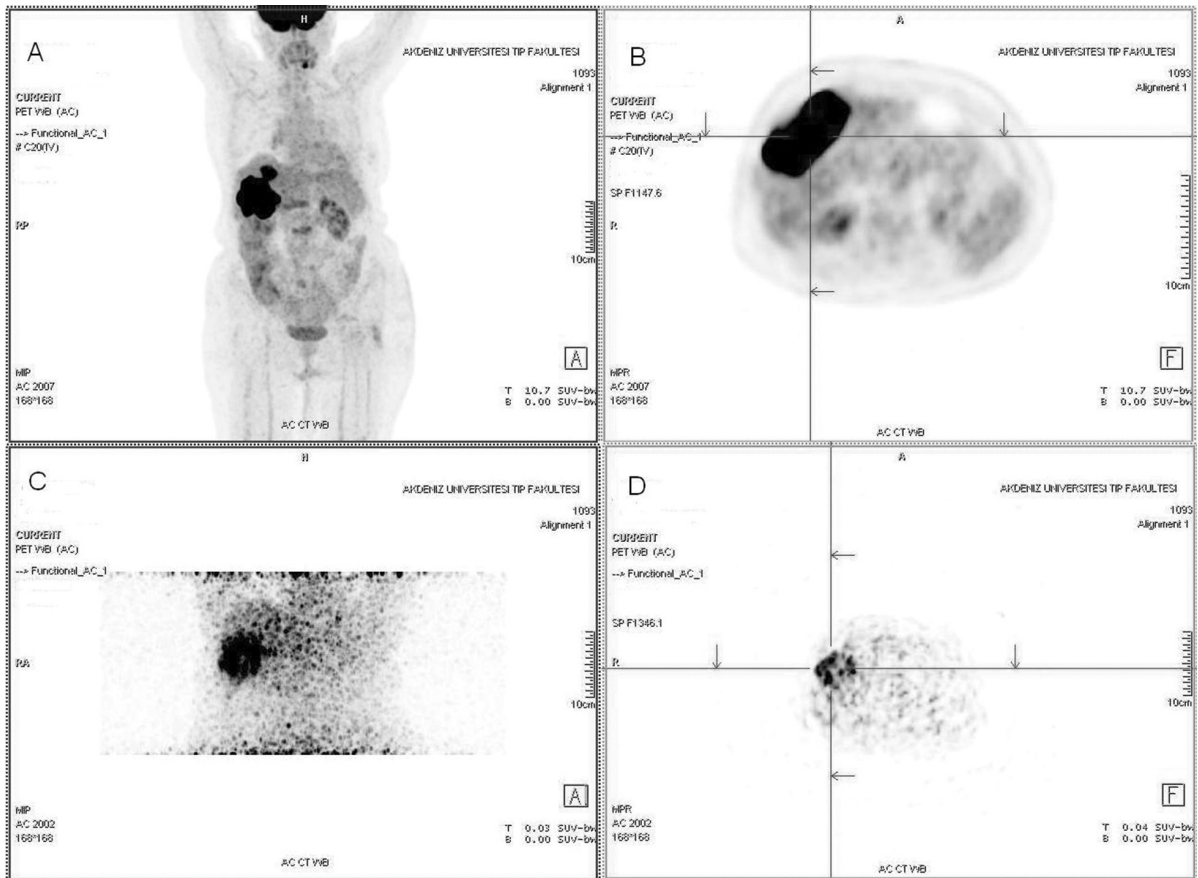 H
A
AKDENIZ UNIVERSITESI TIP FAKULTESI
1093
Alignment 1
CURRENT
PET WB (AC)
--> Functional_AC_1
# C20(IV)
RP
10cm
A
MIP
AC 2007
168*168
T 10.7 SUV-bw
B 0.00 SUV-bw
AC CT WB
A
B
AKDENIZ UNIVERSITESI TIP FAKULTESI
1093
Alignment 1
CURRENT
PET WB (AC)
--> Functional_AC_1
# C20(IV)
SP F1147.6
R
10cm
F
MPR
AC 2007
168*168
T 10.7 SUV-bw
B 0.00 SUV-bw
AC CT WB
H
C
AKDENIZ UNIVERSITESI TIP FAKULTESI
1093
Alignment 1
CURRENT
PET WB (AC)
--> Functional_AC_1
RA
10cm
A
MIP
AC 2002
168*168
T 0.03 SUV-bw
B 0.00 SUV-bw
AC CT WB
A
D
AKDENIZ UNIVERSITESI TIP FAKULTESI
1093
Alignment 1
CURRENT
PET WB (AC)
--> Functional_AC_1
SP F1346.1
R
10cm
F
MPR
AC 2002
168*168
T 0.04 SUV-bw
B 0.00 SUV-bw
AC CT WB